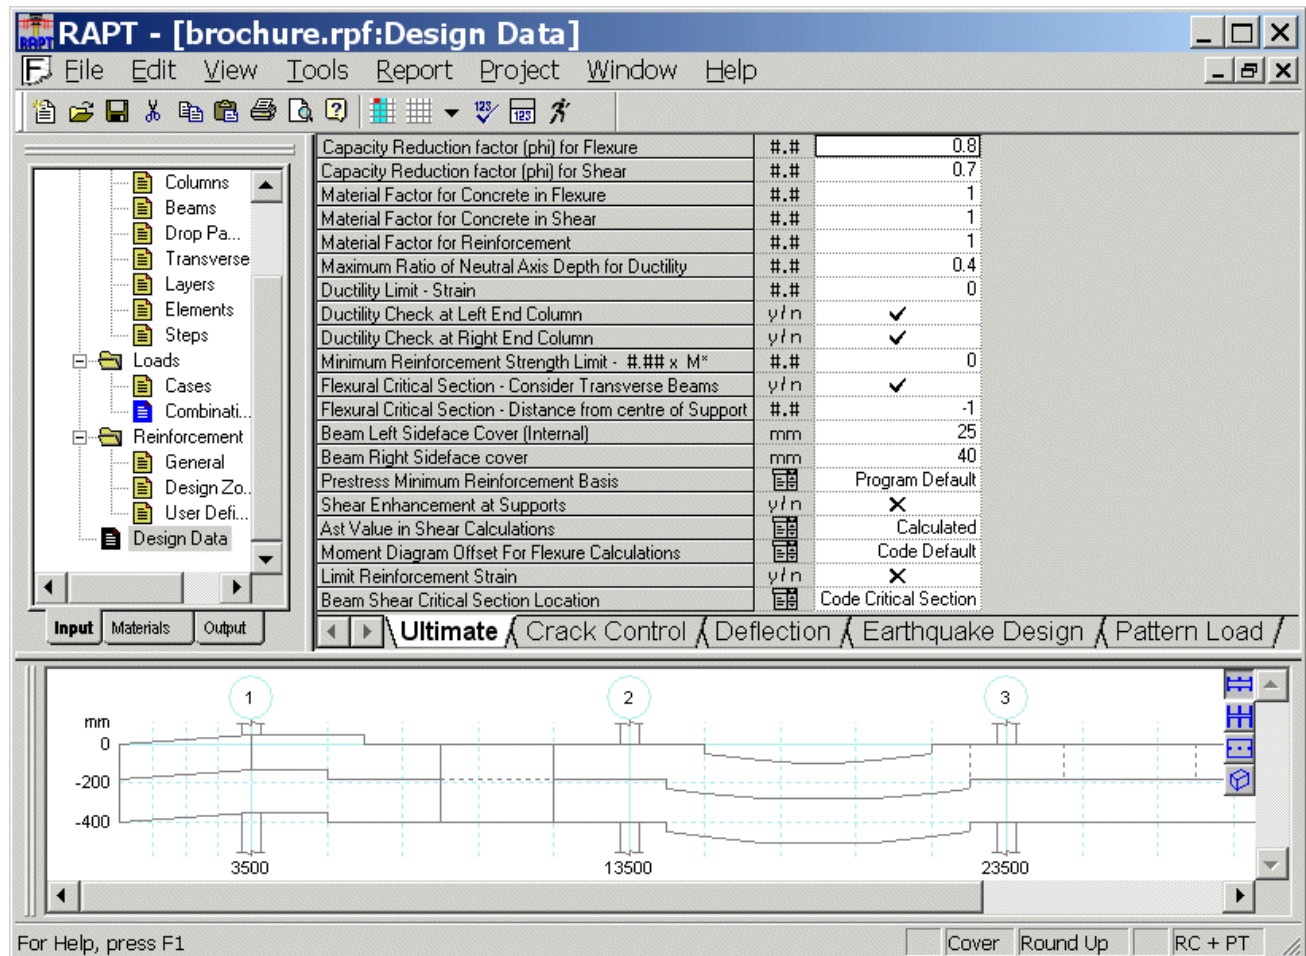 RAPT - [brochure.rpf:Design Data]
File Edit View Tools Report Project Window Help
Capacity Reduction factor (phi) for Flexure #.# 0.8
Capacity Reduction factor (phi) for Shear #.# 0.7
Material Factor for Concrete in Flexure #.# 1
Material Factor for Concrete in Shear #.# 1
Material Factor for Reinforcement #.# 1
Maximum Ratio of Neutral Axis Depth for Ductility #.# 0.4
Ductility Limit - Strain #.# 0
Ductility Check at Left End Column y/n ✓
Ductility Check at Right End Column y/n ✓
Minimum Reinforcement Strength Limit - #.## x M* #.# 0
Flexural Critical Section - Consider Transverse Beams y/n ✓
Flexural Critical Section - Distance from centre of Support #.# -1
Beam Left Sideface Cover (Internal) mm 25
Beam Right Sideface cover mm 40
Prestress Minimum Reinforcement Basis Program Default
Shear Enhancement at Supports y/n ✕
Ast Value in Shear Calculations Calculated
Moment Diagram Offset For Flexure Calculations Code Default
Limit Reinforcement Strain y/n ✕
Beam Shear Critical Section Location Code Critical Section
Columns
Beams
Drop Pa...
Transverse
Layers
Elements
Steps
Loads
Cases
Combinati...
Reinforcement
General
Design Zo..
User Defi...
Design Data
Input Materials Output
Ultimate Crack Control Deflection Earthquake Design Pattern Load
1 2 3
mm
0
-200
-400
3500 13500 23500
For Help, press F1 Cover Round Up RC + PT